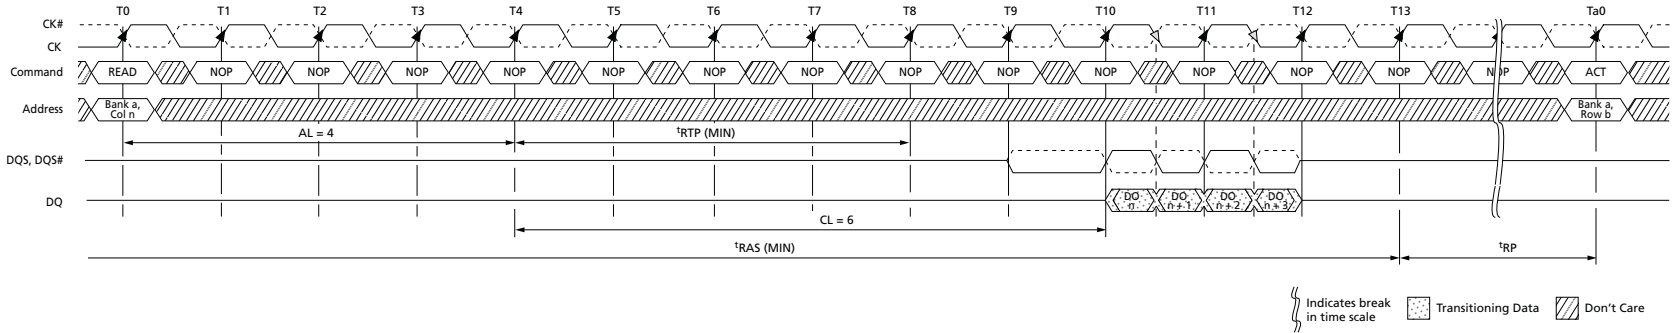 T0 T1 T2 T3 T4 T5 T6 T7 T8 T9 T10 T11 T12 T13 Ta0
CK#
CK
Command READ NOP NOP NOP NOP NOP NOP NOP NOP NOP NOP NOP NOP NOP NOP ACT
Address Bank a, Col n Bank a, Row b
AL = 4 tRTP (MIN)
DQS, DQS#
DQ DO n DO n + 1 DO n + 2 DO n + 3
CL = 6
tRAS (MIN) tRP
Indicates break in time scale Transitioning Data Don't Care